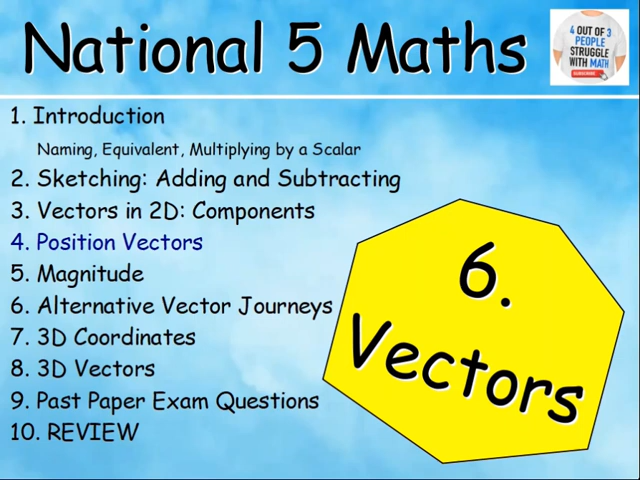 National 5 Maths
4 OUT OF 3
PEOPLE
STRUGGLE
WITH MATH
SUBSCRIBE
1. Introduction
Naming, Equivalent, Multiplying by a Scalar
2. Sketching: Adding and Subtracting
3. Vectors in 2D: Components
4. Position Vectors
5. Magnitude
6. Alternative Vector Journeys
7. 3D Coordinates
8. 3D Vectors
9. Past Paper Exam Questions
10. REVIEW
6.
Vectors